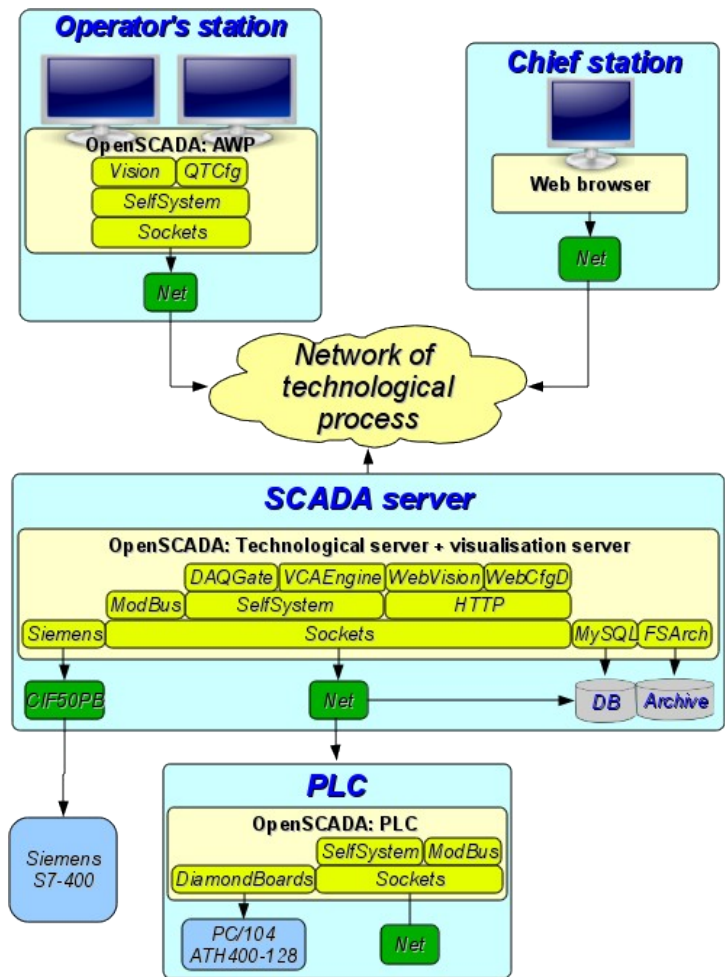 Operator's station
OpenSCADA: AWP
Vision
QTCfg
SelfSystem
Sockets
Net
Chief station
Web browser
Net
Network of
technological
process
SCADA server
OpenSCADA: Technological server + visualisation server
DAQGate
VCAEngine
WebVision
WebCfgD
ModBus
SelfSystem
HTTP
Siemens
Sockets
MySQL
FSArch
CIF50PB
Net
DB
Archive
Siemens
S7-400
PLC
OpenSCADA: PLC
SelfSystem
ModBus
DiamondBoards
Sockets
PC/104
ATH400-128
Net